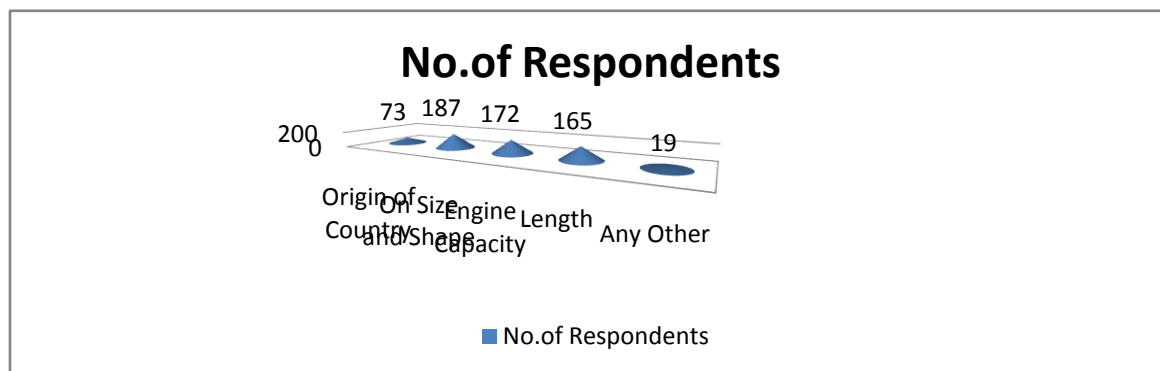 No.of Respondents
73 187 172 165 19
200
0
Origin of
Country
On Size
and Shape
Engine
Capacity
Length
Any Other
No.of Respondents